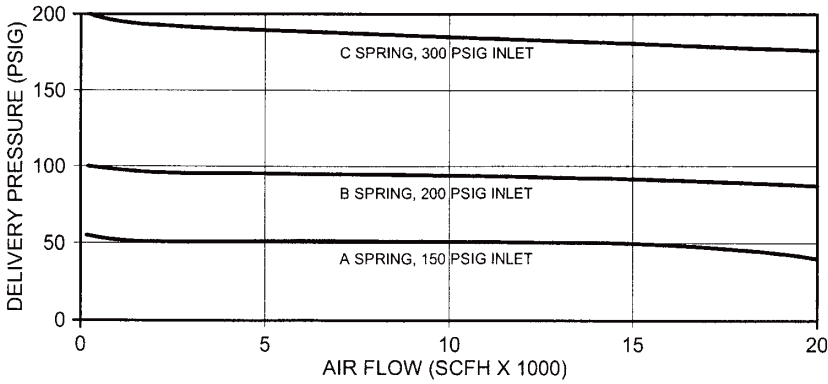 DELIVERY PRESSURE (PSIG)
200
150
100
50
0
C SPRING, 300 PSIG INLET
B SPRING, 200 PSIG INLET
A SPRING, 150 PSIG INLET
0 5 10 15 20
AIR FLOW (SCFH X 1000)